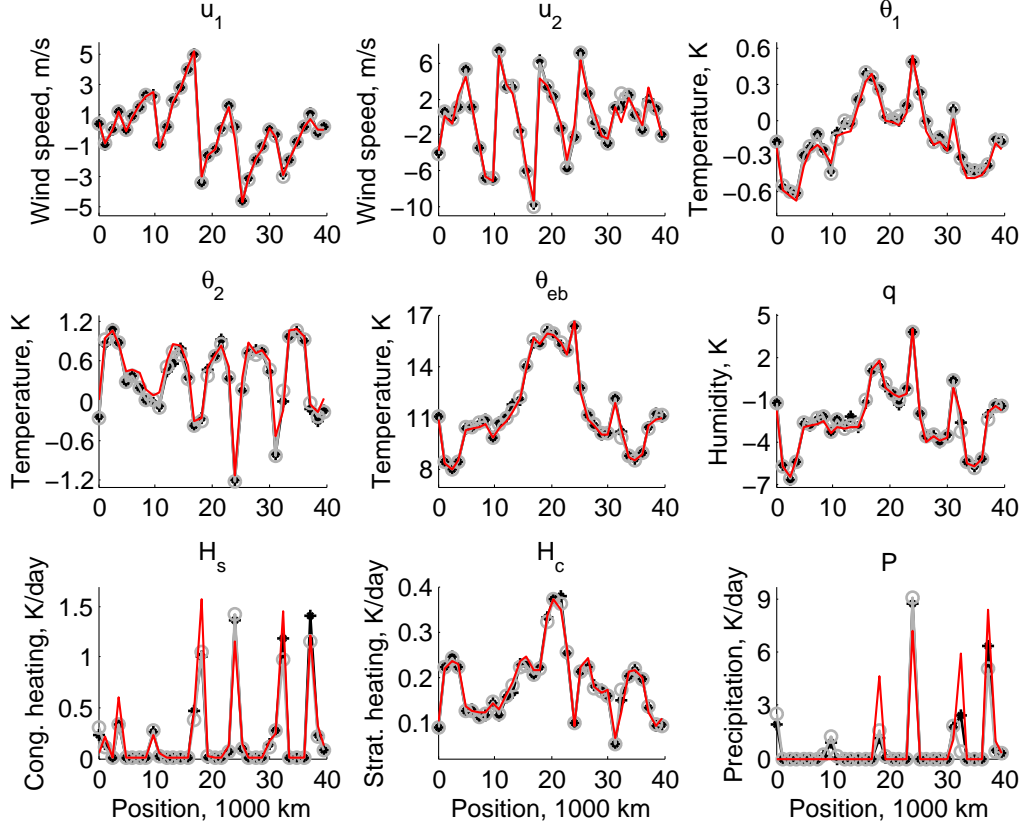 u1
Wind speed, m/s
5
3
1
−1
−3
−5
0 10 20 30 40
u2
Wind speed, m/s
6
2
−2
−6
−10
0 10 20 30 40
θ1
Temperature, K
0.6
0.3
0
−0.3
−0.6
0 10 20 30 40
θ2
Temperature, K
1.2
0.6
0
−0.6
−1.2
0 10 20 30 40
θeb
Temperature, K
17
14
11
8
0 10 20 30 40
q
Humidity, K
5
2
−1
−4
−7
0 10 20 30 40
Hs
Cong. heating, K/day
1.5
1
0.5
0
0 10 20 30 40
Position, 1000 km
Hc
Strat. heating, K/day
0.4
0.3
0.2
0.1
0 10 20 30 40
Position, 1000 km
P
Precipitation, K/day
9
6
3
0
0 10 20 30 40
Position, 1000 km